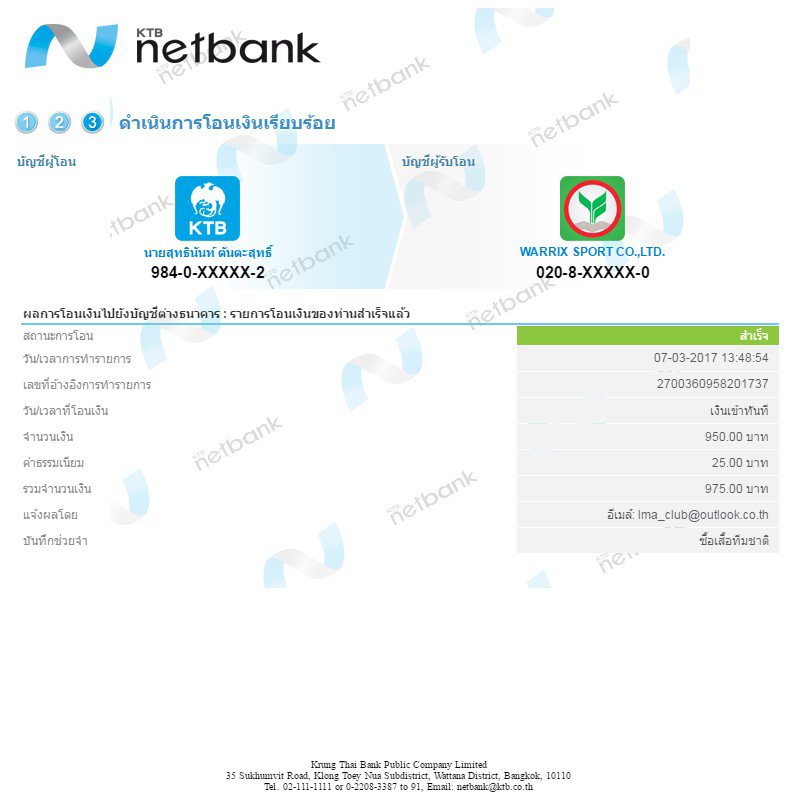 KTB
netbank
1 2 3 ดำเนินการโอนเงินเรียบร้อย
บัญชีผู้โอน
บัญชีผู้รับโอน
KTB
นายสุทธินันท์ ตันตะสุทธิ์
WARRIX SPORT CO.,LTD.
984-0-XXXXX-2
020-8-XXXXX-0
ผลการโอนเงินไปยังบัญชีต่างธนาคาร : รายการโอนเงินของท่านสำเร็จแล้ว
สถานะการโอน สำเร็จ
วัน/เวลาการทำรายการ 07-03-2017 13:48:54
เลขที่อ้างอิงการทำรายการ 2700360958201737
วัน/เวลาที่โอนเงิน เงินเข้าทันที
จำนวนเงิน 950.00 บาท
ค่าธรรมเนียม 25.00 บาท
รวมจำนวนเงิน 975.00 บาท
แจ้งผลโดย อีเมล์: lma_club@outlook.co.th
บันทึกช่วยจำ ซื้อเสื้อทีมชาติ
Krung Thai Bank Public Company Limited
35 Sukhumvit Road, Klong Toey Nua Subdistrict, Wattana District, Bangkok, 10110
Tel. 02-111-1111 or 0-2208-3387 to 91, Email: netbank@ktb.co.th